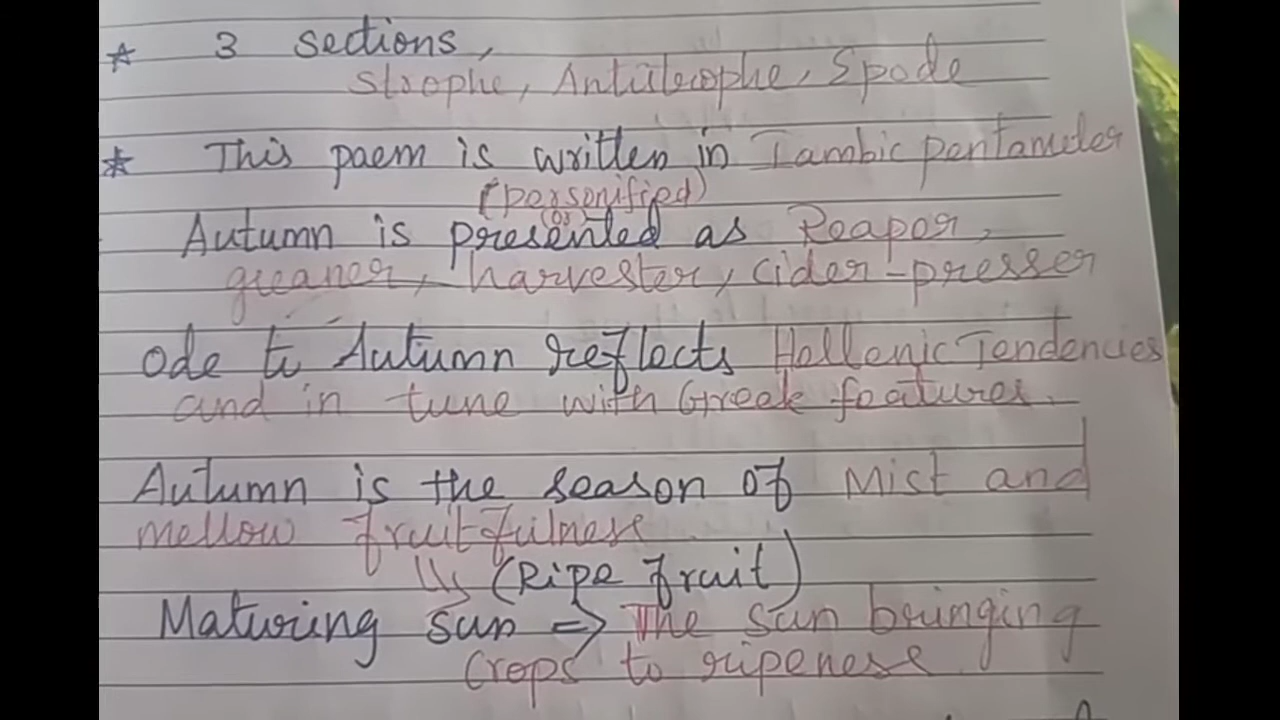 ☆ 3 sections,
Strophe, Antistrophe, Epode
☆ This paem is written in Iambic pentameter
(personified)
(or)
Autumn is presented as Reaper,
gleaner, harvester, cider-presser
Ode to Autumn reflects Hellenic Tendencies
and in tune with Greek features.
Autumn is the season of Mist and
mellow fruitfulness
(Ripe fruit)
Maturing sun => The sun bringing
Crops to ripeness